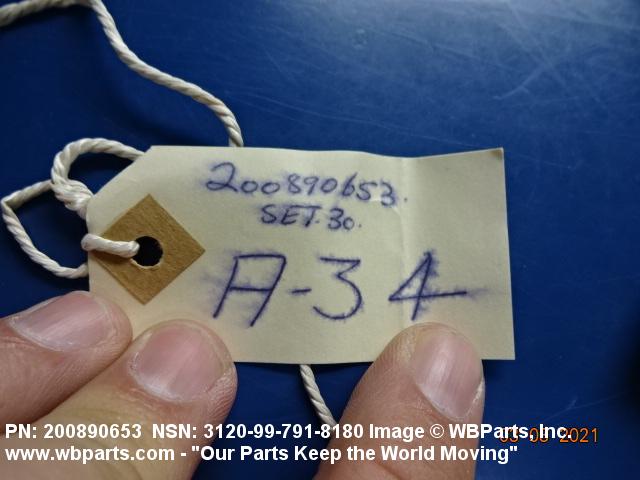 200890653.
SET.30.
A-34
PN: 200890653 NSN: 3120-99-791-8180 Image © WBParts, Inc.
2021
www.wbparts.com - "Our Parts Keep the World Moving"